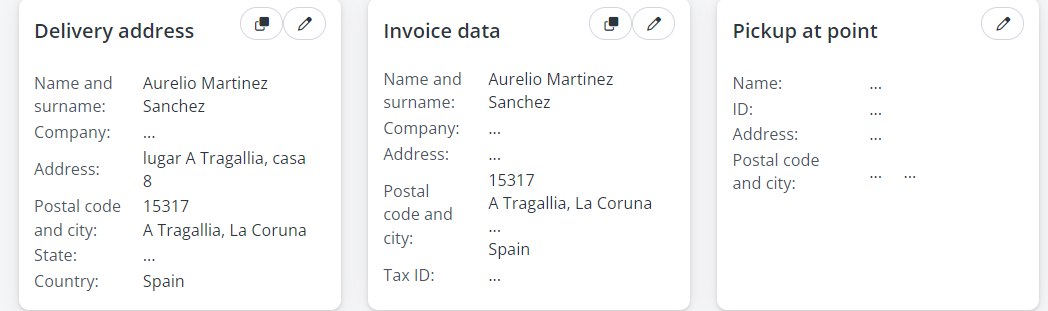 Delivery address
Name and surname: Aurelio Martinez Sanchez
Company: ...
Address: lugar A Tragallia, casa 8
Postal code and city: 15317
A Tragallia, La Coruna
State: ...
Country: Spain
Invoice data
Name and surname: Aurelio Martinez Sanchez
Company: ...
Address: ...
Postal code and city: 15317
A Tragallia, La Coruna
...
Spain
Tax ID: ...
Pickup at point
Name: ...
ID: ...
Address: ...
Postal code and city: ... ...